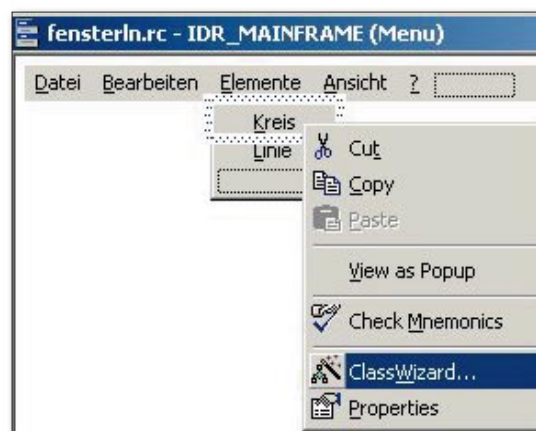 fensterln.rc - IDR_MAINFRAME (Menu)
Datei Bearbeiten Elemente Ansicht ?
Kreis
Linie
Cut
Copy
Paste
View as Popup
Check Mnemonics
ClassWizard...
Properties